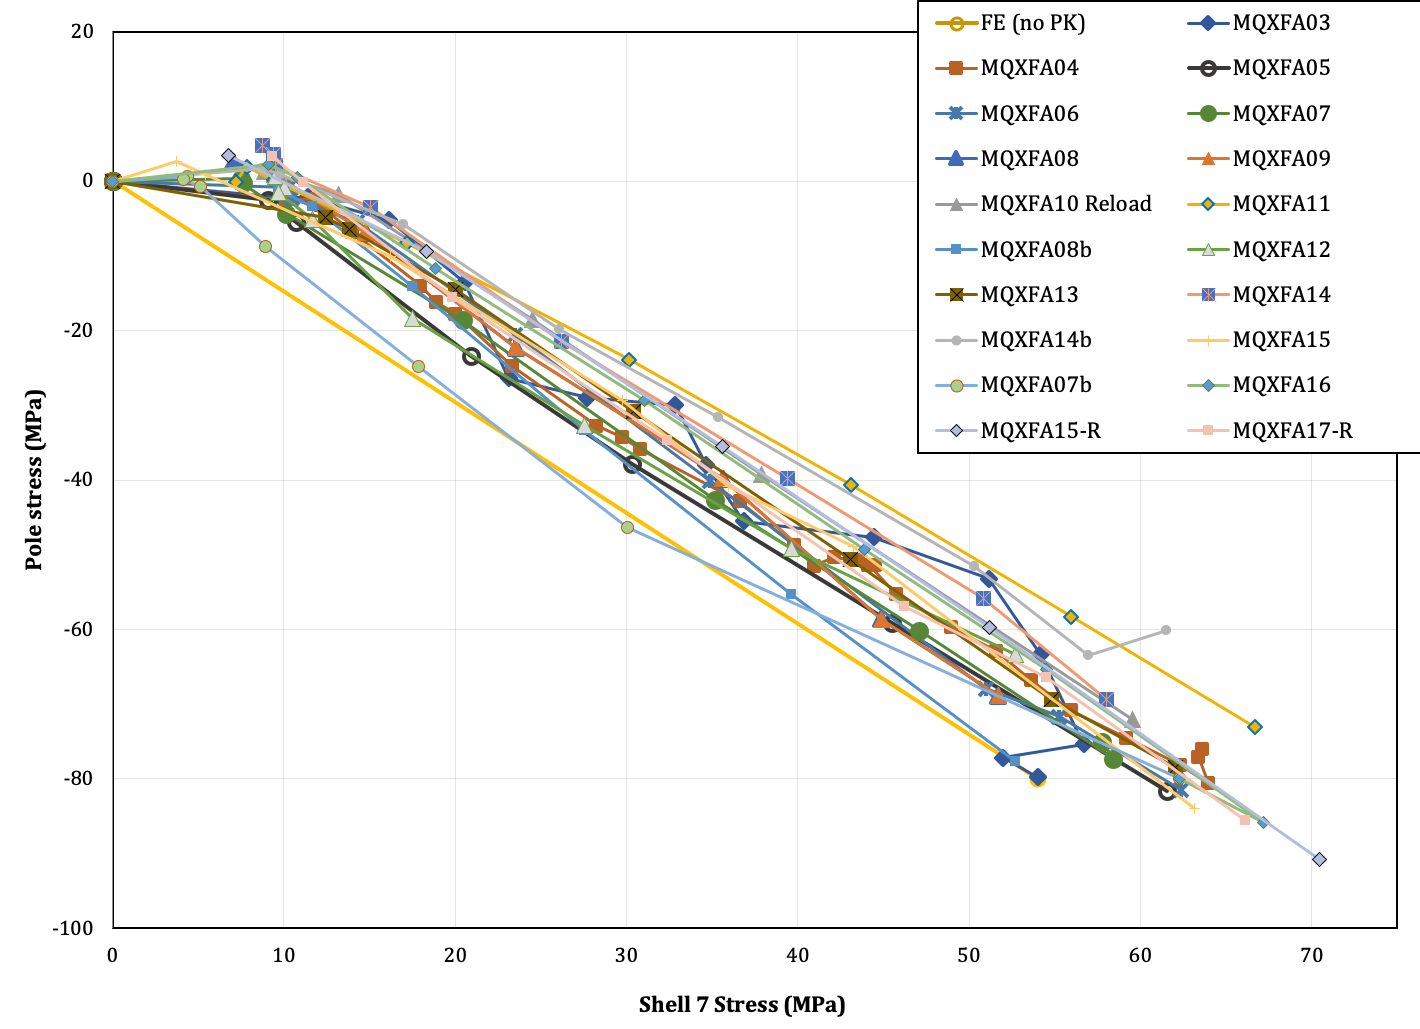 20
0
-20
-40
-60
-80
-100
0 10 20 30 40 50 60 70
Pole stress (MPa)
Shell 7 Stress (MPa)
FE (no PK) MQXFA03
MQXFA04 MQXFA05
MQXFA06 MQXFA07
MQXFA08 MQXFA09
MQXFA10 Reload MQXFA11
MQXFA08b MQXFA12
MQXFA13 MQXFA14
MQXFA14b MQXFA15
MQXFA07b MQXFA16
MQXFA15-R MQXFA17-R